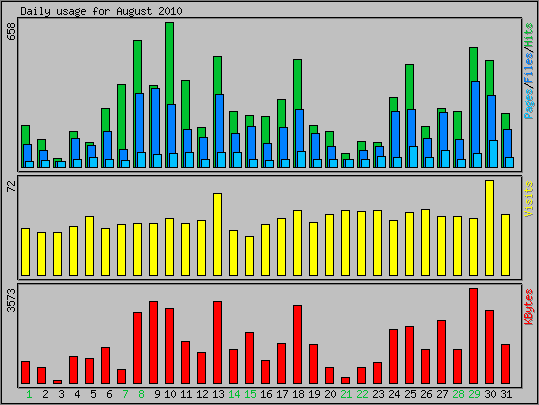 Daily usage for August 2010
658
Pages/Files/Hits
72
Visits
3573
KBytes
1 2 3 4 5 6 7 8 9 10 11 12 13 14 15 16 17 18 19 20 21 22 23 24 25 26 27 28 29 30 31